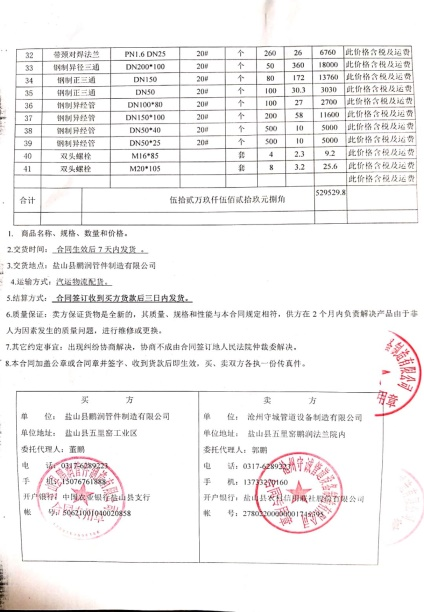 32 带颈对焊法兰 PN1.6 DN25 20# 个 260 26 6760 此价格含税及运费
33 钢制异径三通 DN200*100 20# 个 50 360 18000 此价格含税及运费
34 钢制正三通 DN150 20# 个 80 172 13760 此价格含税及运费
35 钢制正三通 DN50 20# 个 100 30.3 3030 此价格含税及运费
36 钢制异经管 DN100*80 20# 个 100 27 2700 此价格含税及运费
37 钢制异经管 DN150*100 20# 个 200 58 11600 此价格含税及运费
38 钢制异经管 DN50*40 20# 个 500 10 5000 此价格含税及运费
39 钢制异经管 DN50*25 20# 个 500 10 5000 此价格含税及运费
40 双头螺栓 M16*85 套 4 2.3 9.2 此价格含税及运费
41 双头螺栓 M20*105 套 8 3.2 25.6 此价格含税及运费
合计 伍拾贰万玖仟伍佰贰拾玖元捌角 529529.8
1. 商品名称、规格、数量和价格。
2.交货时间: 合同生效后 7 天内发货 。
3.交货地点: 盐山县鹏润管件制造有限公司
4.运输方式: 汽运物流配货。
5.结算方式: 合同签订收到买方货款后三日内发货。
6.质量保证: 卖方保证货物是全新的, 其质量、规格和性能与本合同规定相符, 供方在 2 个月内负责解决产品由于非
人为因素发生的质量问题, 进行维修或更换。
7.其它约定事宜: 出现纠纷协商解决, 协商不成由合同签订地人民法院仲裁委解决,
8.本合同加盖公章或合同章并签字、收到货款后即生效, 买、卖双方各执一份传真件。
买 方
单 位: 盐山县鹏润管件制造有限公司
单位地址: 盐山县五里窑工业区
委托代理人: 董鹏
电 话: 0317-6289223
手 机: 15076761888
开户银行: 中国农业银行盐山县支行
帐 号: 50621001040020858
卖 方
单 位: 沧州守城管道设备制造有限公司
单位地址: 盐山县五里窑鹏润法兰院内
委托代理人: 郭鹏
电 话: 0317-6289223
手 机: 13733270160
开户银行: 盐山县农村信用联社股份有限公司
帐 号: